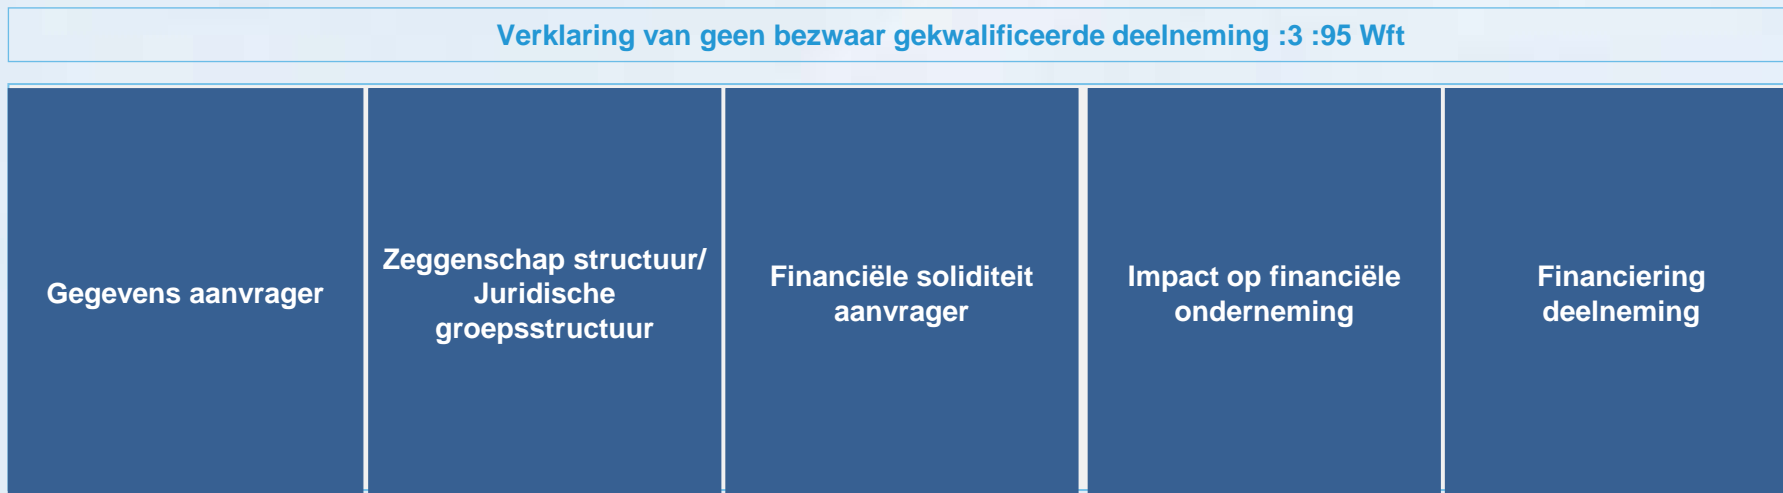 Verklaring van geen bezwaar gekwalificeerde deelneming :3 :95 Wft
Gegevens aanvrager
Zeggenschap structuur/
Juridische
groepsstructuur
Financiële soliditeit
aanvrager
Impact op financiële
onderneming
Financiering
deelneming